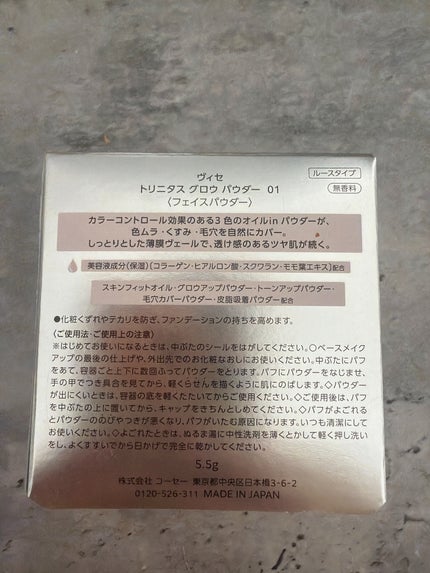 ヴィセ
ルースタイプ
トリニタス グロウ パウダー 01
無香料
〈フェイスパウダー〉
カラーコントロール効果のある3色のオイルin パウダーが、
色ムラ・くすみ・毛穴を自然にカバー。
しっとりとした薄膜ヴェールで、透け感のあるツヤ肌が続く。
美容液成分(保湿)[コラーゲン・ヒアルロン酸・スクワラン・モモ葉エキス]配合
スキンフィットオイル・グロウアップパウダー・トーンアップパウダー・
毛穴カバーパウダー・皮脂吸着パウダー配合
●化粧くずれやテカリを防ぎ、ファンデーションの持ちを高めます。
〈ご使用法・ご使用上の注意〉
※はじめてお使いになるときは、中ぶたのシールをはがしてください。○ベースメイク
アップの最後の仕上げや、外出先でのお化粧なおしにお使いください。中ぶたにパフ
をあて、容器ごと上下に数回ふってパウダーをとります。パフにパウダーをなじませ、
手の甲でつき具合を見てから、軽くらせんを描くように肌にのばします。◇パウダー
が出にくいときは、容器の底を軽くたたいてからご使用ください。◇ご使用後は、パフ
を中ぶたの上に置いてから、キャップをきちんとしめてください。◇パフがよごれる
とパウダーののびやつきが悪くなり、パフがいたむ原因になります。いつも清潔にして
お使いください。◇よごれたときは、ぬるま湯に中性洗剤を薄くとかして軽く押し洗い
をし、よくすすいでから日かげで完全に乾かしてください。
5.5g
株式会社 コーセー 東京都中央区日本橋3-6-2
0120-526-311 MADE IN JAPAN